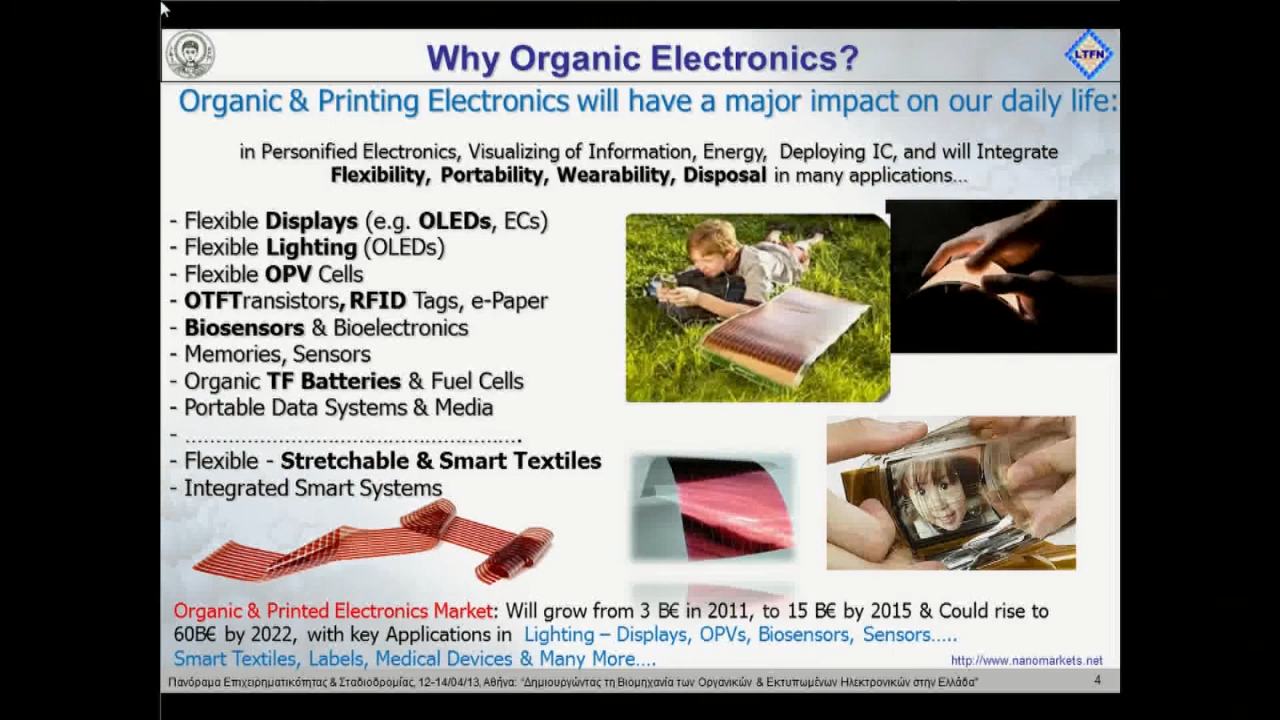 Why Organic Electronics?
LTFN
Organic & Printing Electronics will have a major impact on our daily life:
in Personified Electronics, Visualizing of Information, Energy, Deploying IC, and will Integrate
Flexibility, Portability, Wearability, Disposal in many applications…
- Flexible Displays (e.g. OLEDs, ECs)
- Flexible Lighting (OLEDs)
- Flexible OPV Cells
- OTFTransistors, RFID Tags, e-Paper
- Biosensors & Bioelectronics
- Memories, Sensors
- Organic TF Batteries & Fuel Cells
- Portable Data Systems & Media
- ……………………………………………….
- Flexible - Stretchable & Smart Textiles
- Integrated Smart Systems
Organic & Printed Electronics Market: Will grow from 3 B€ in 2011, to 15 B€ by 2015 & Could rise to
60B€ by 2022, with key Applications in Lighting – Displays, OPVs, Biosensors, Sensors…..
Smart Textiles, Labels, Medical Devices & Many More….
http://www.nanomarkets.net
Πανόραμα Επιχειρηματικότητας & Σταδιοδρομίας, 12-14/04/13, Αθήνα: “Δημιουργώντας τη Βιομηχανία των Οργανικών & Εκτυπωμένων Ηλεκτρονικών στην Ελλάδα”
4